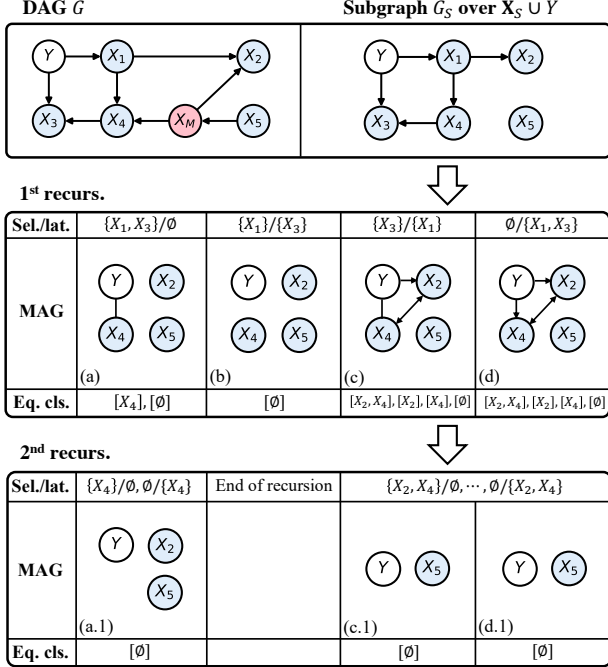 DAG G
Subgraph G_S over X_S ∪ Y
Y X_1 X_2
X_3 X_4 X_M X_5
Y X_1 X_2
X_3 X_4 X_5
1st recurs.
Sel./lat. {X_1, X_3}/∅ {X_1}/{X_3} {X_3}/{X_1} ∅/{X_1, X_3}
MAG
Y X_2 Y X_2 Y X_2 Y X_2
X_4 X_5 X_4 X_5 X_4 X_5 X_4 X_5
(a) (b) (c) (d)
Eq. cls. [X_4], [∅] [∅] [X_2, X_4], [X_2], [X_4], [∅] [X_2, X_4], [X_2], [X_4], [∅]
2nd recurs.
Sel./lat. {X_4}/∅, ∅/{X_4} End of recursion {X_2, X_4}/∅, ⋯, ∅/{X_2, X_4}
MAG
Y X_2
X_5
Y X_5 Y X_5
(a.1) (c.1) (d.1)
Eq. cls. [∅] [∅] [∅]